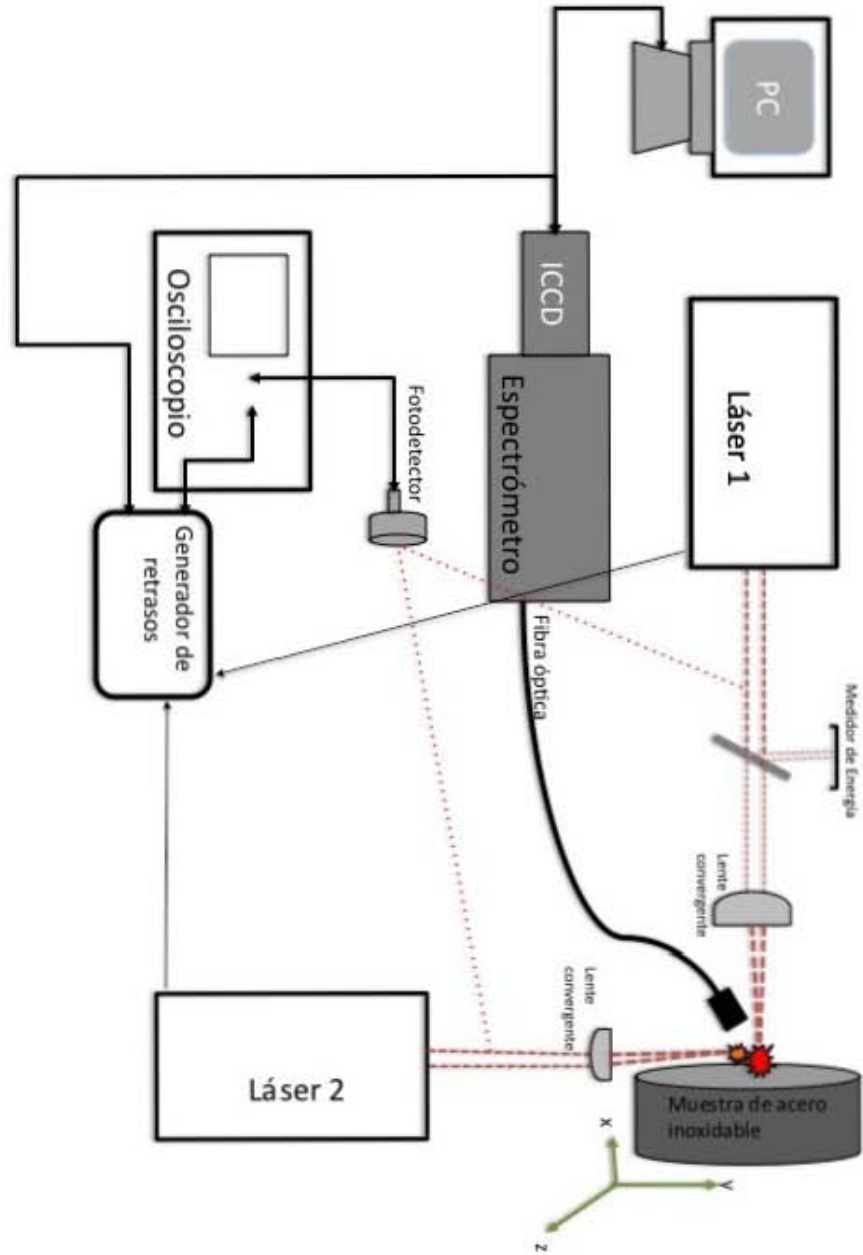 PC
ICCD
Espectrómetro
Osciloscopio
Fotodetector
Generador de
retrasos
Láser 1
Fibra óptica
Medidor de Energía
Lente
convergente
Lente
convergente
Láser 2
Muestra de acero
inoxidable
X
Y
Z